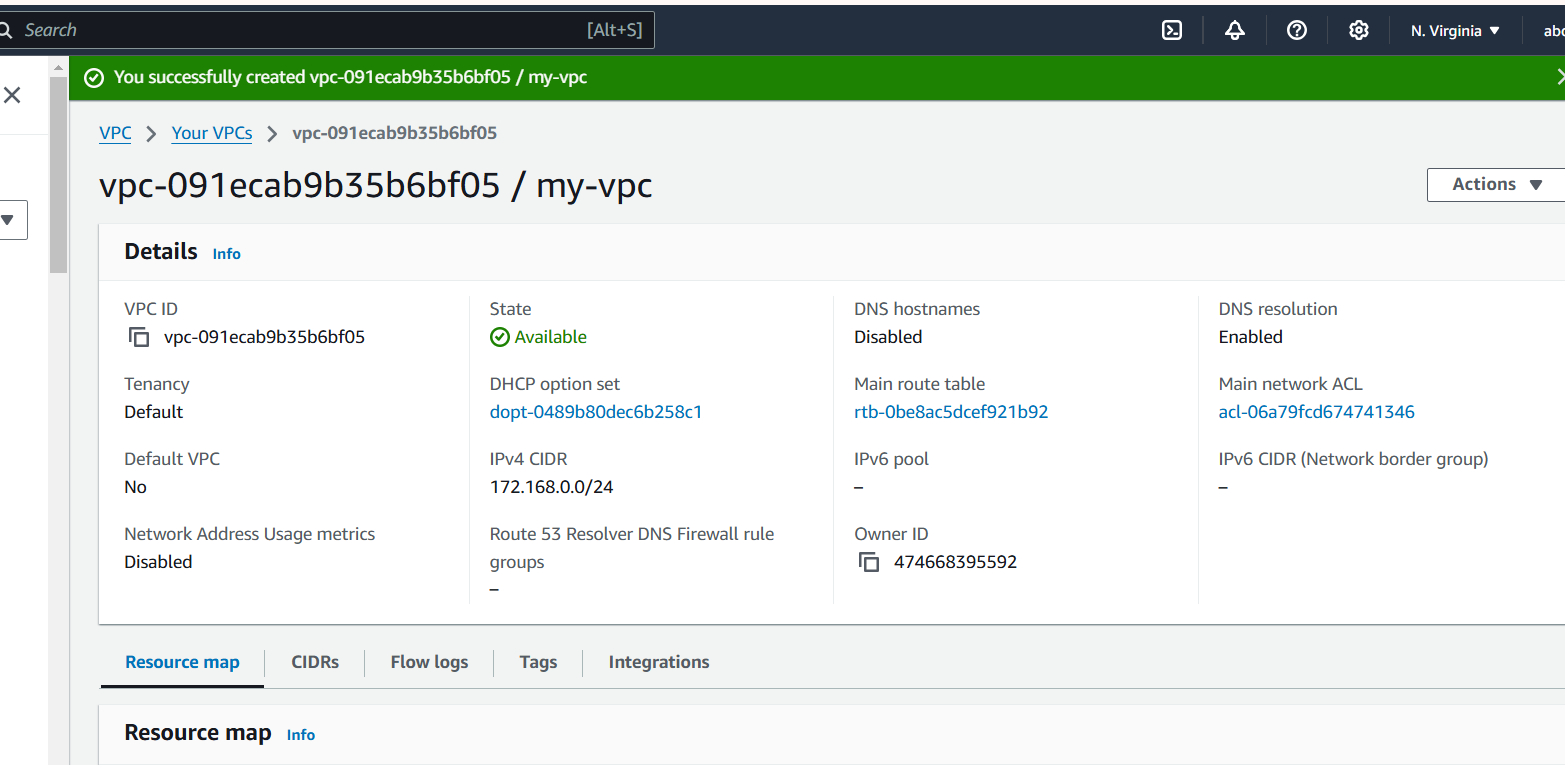 Search [Alt+S] N. Virginia
You successfully created vpc-091ecab9b35b6bf05 / my-vpc
VPC Your VPCs vpc-091ecab9b35b6bf05
vpc-091ecab9b35b6bf05 / my-vpc Actions
Details Info
VPC ID State DNS hostnames DNS resolution
vpc-091ecab9b35b6bf05 Available Disabled Enabled
Tenancy DHCP option set Main route table Main network ACL
Default dopt-0489b80dec6b258c1 rtb-0be8ac5dcef921b92 acl-06a79fcd674741346
Default VPC IPv4 CIDR IPv6 pool IPv6 CIDR (Network border group)
No 172.168.0.0/24 – –
Network Address Usage metrics Route 53 Resolver DNS Firewall rule Owner ID
Disabled groups 474668395592
–
Resource map CIDRs Flow logs Tags Integrations
Resource map Info